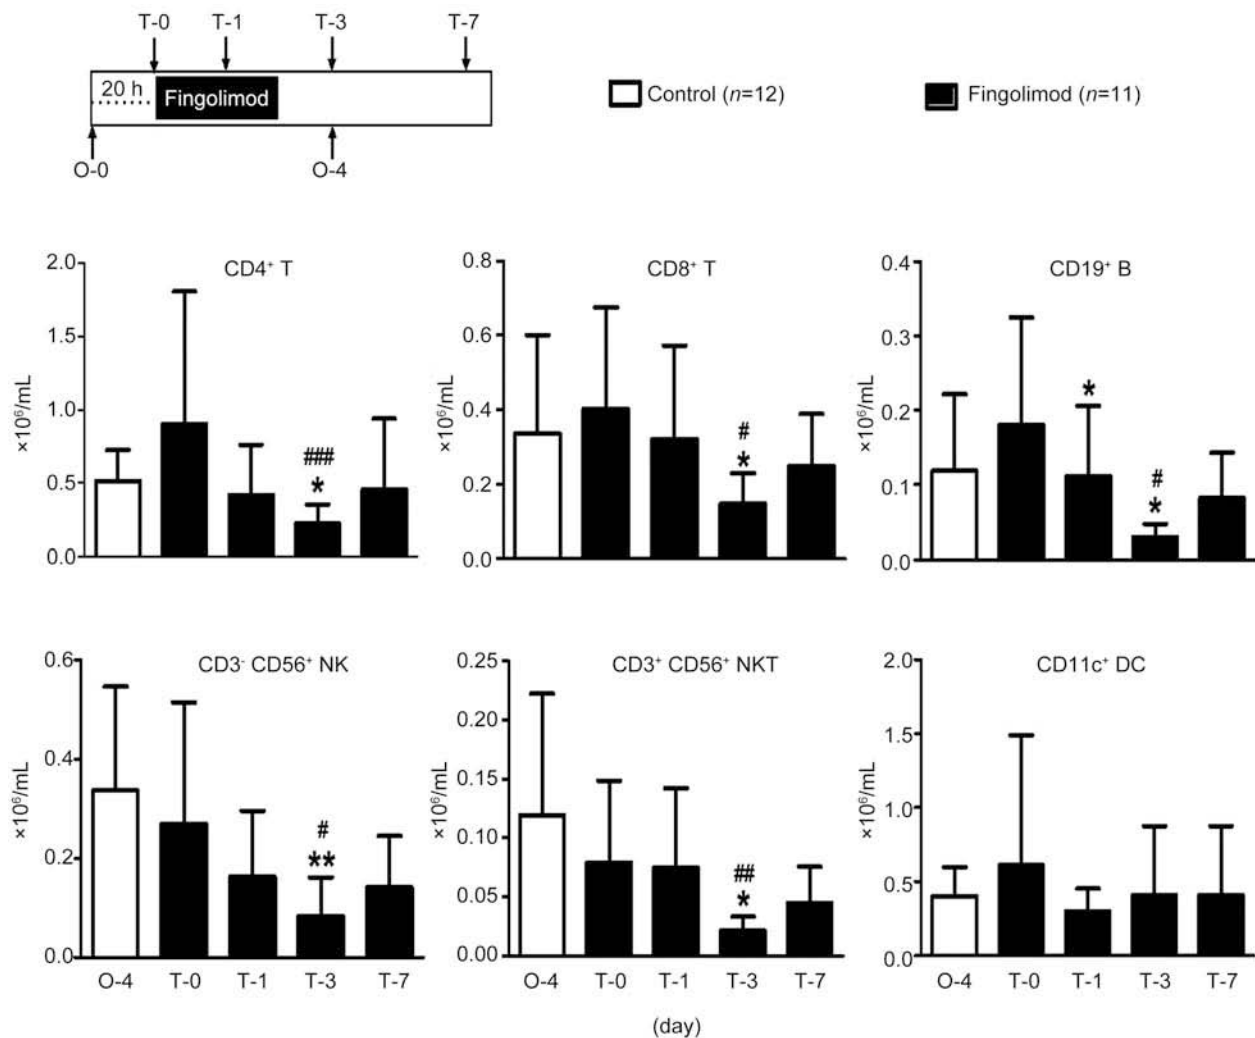 T-0 T-1 T-3 T-7
20 h Fingolimod
O-0 O-4
Control (n=12) Fingolimod (n=11)
CD4⁺ T
×10⁶/mL
2.0
1.5
1.0
0.5
0.0
###
*
CD8⁺ T
×10⁶/mL
0.8
0.6
0.4
0.2
0.0
#
*
CD19⁺ B
×10⁶/mL
0.4
0.3
0.2
0.1
0.0
*
#
*
CD3⁻ CD56⁺ NK
×10⁶/mL
0.6
0.4
0.2
0.0
#
**
O-4 T-0 T-1 T-3 T-7
CD3⁺ CD56⁺ NKT
×10⁶/mL
0.25
0.20
0.15
0.10
0.05
0.00
##
*
O-4 T-0 T-1 T-3 T-7
CD11c⁺ DC
×10⁶/mL
2.0
1.5
1.0
0.5
0.0
O-4 T-0 T-1 T-3 T-7
(day)